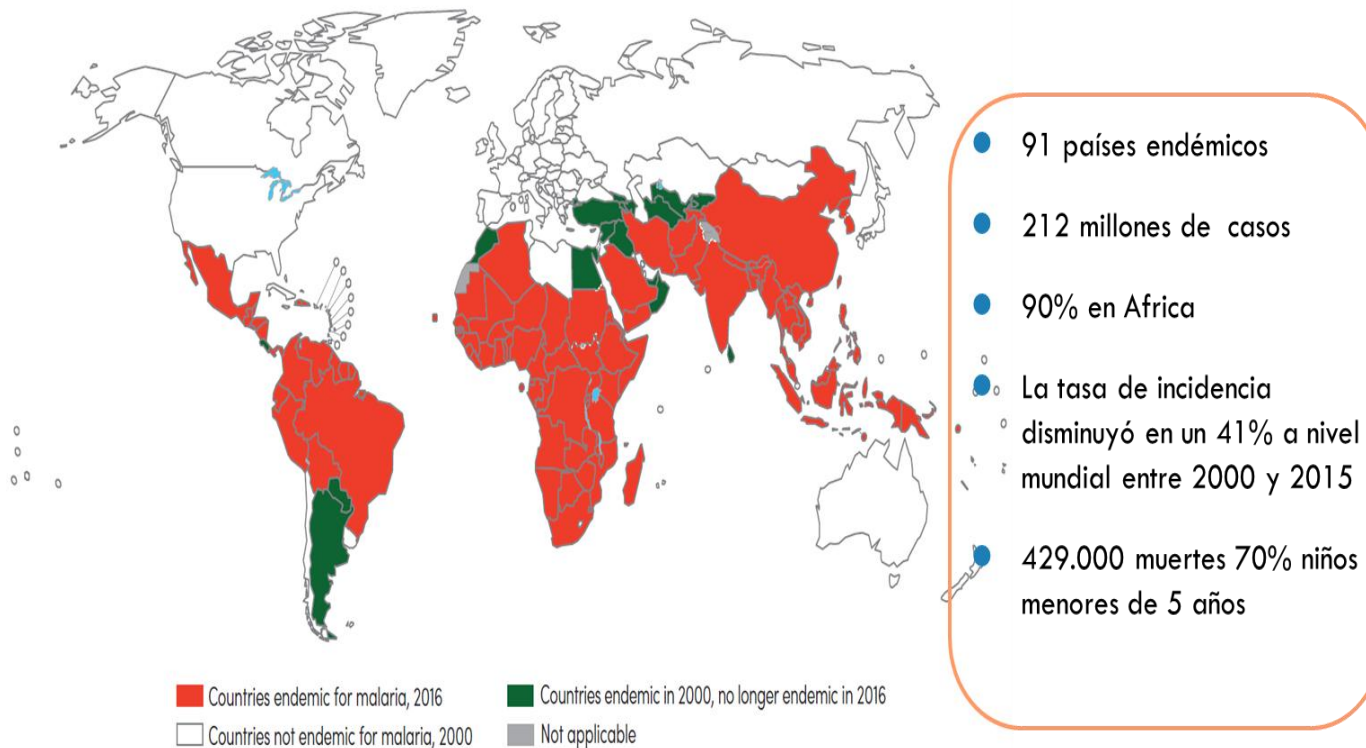 91 países endémicos
212 millones de casos
90% en Africa
La tasa de incidencia
disminuyó en un 41% a nivel
mundial entre 2000 y 2015
429.000 muertes 70% niños
menores de 5 años
Countries endemic for malaria, 2016
Countries endemic in 2000, no longer endemic in 2016
Countries not endemic for malaria, 2000
Not applicable